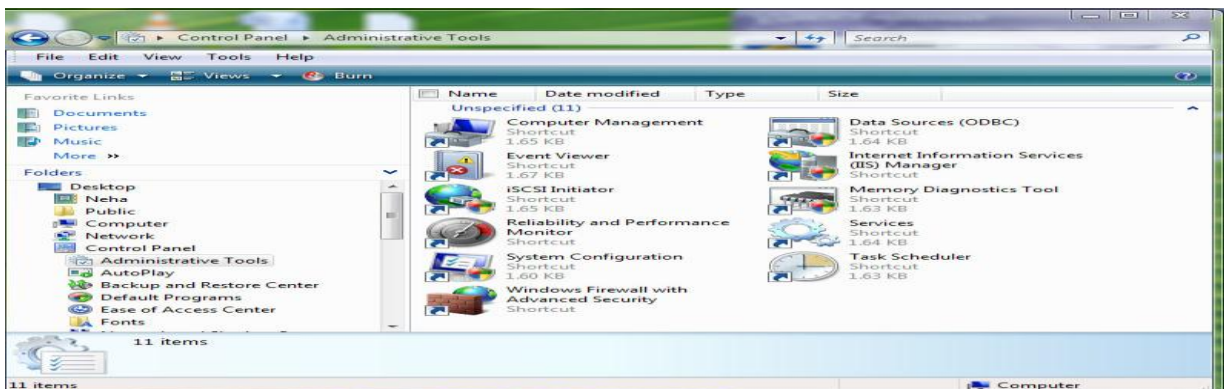 Control Panel ▸ Administrative Tools
Search
File Edit View Tools Help
Organize Views Burn
Favorite Links
Documents
Pictures
Music
More >>
Folders
Desktop
Neha
Public
Computer
Network
Control Panel
Administrative Tools
AutoPlay
Backup and Restore Center
Default Programs
Ease of Access Center
Fonts
Name Date modified Type Size
Unspecified (11)
Computer Management
Shortcut
1.65 KB
Data Sources (ODBC)
Shortcut
1.64 KB
Event Viewer
Shortcut
1.67 KB
Internet Information Services
(IIS) Manager
Shortcut
iSCSI Initiator
Shortcut
1.65 KB
Memory Diagnostics Tool
Shortcut
1.63 KB
Reliability and Performance
Monitor
Shortcut
Services
Shortcut
1.64 KB
System Configuration
Shortcut
1.60 KB
Task Scheduler
Shortcut
1.63 KB
Windows Firewall with
Advanced Security
Shortcut
11 items
11 items
Computer